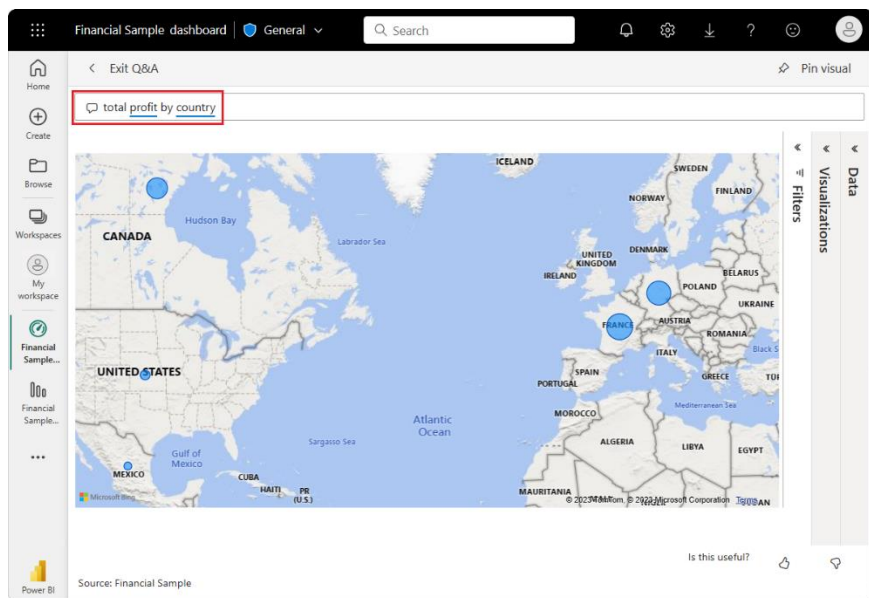 Financial Sample dashboard General Search
Home
Create
Browse
Workspaces
My
workspace
Financial
Sample...
Financial
Sample...
Power BI
Exit Q&A Pin visual
total profit by country
ICELAND
SWEDEN
FINLAND
NORWAY
Hudson Bay
CANADA
Labrador Sea
UNITED
KINGDOM
DENMARK
IRELAND
BELARUS
POLAND
UKRAINE
FRANCE
AUSTRIA
ROMANIA
ITALY
Black S
UNITED STATES
SPAIN
GREECE
PORTUGAL
Mediterranean Sea
Atlantic
Ocean
MOROCCO
Sargasso Sea
ALGERIA
LIBYA
EGYPT
Gulf of
Mexico
MEXICO
CUBA
HAITI
PR
(U.S.)
MAURITANIA
Microsoft Bing
© 2023 TomTom, © 2023 Microsoft Corporation Terms
Filters
Visualizations
Data
Is this useful?
Source: Financial Sample